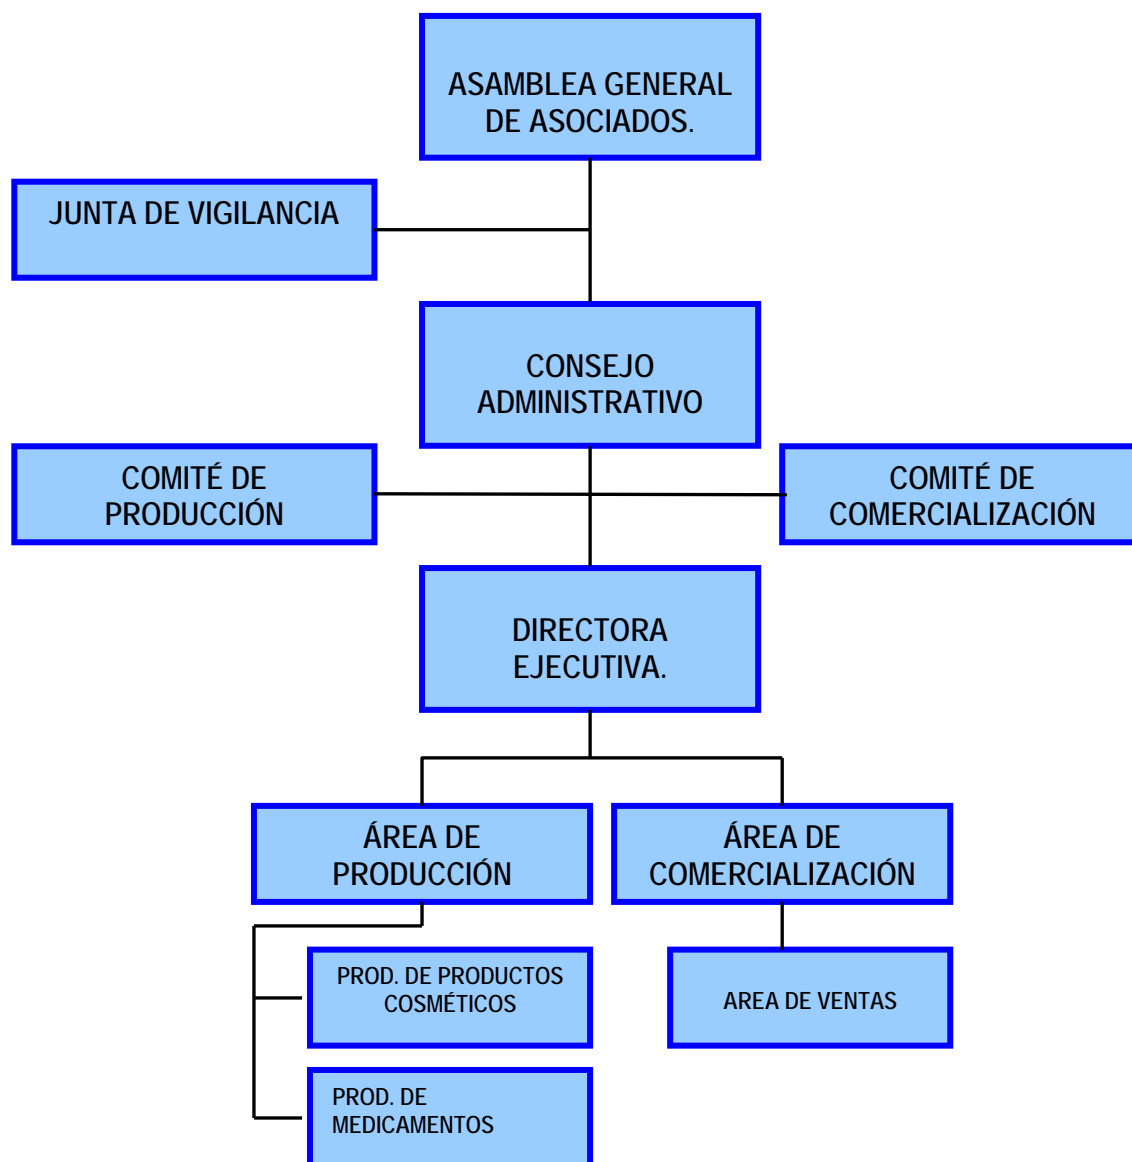 ASAMBLEA GENERAL
DE ASOCIADOS.
JUNTA DE VIGILANCIA
CONSEJO
ADMINISTRATIVO
COMITÉ DE
PRODUCCIÓN
COMITÉ DE
COMERCIALIZACIÓN
DIRECTORA
EJECUTIVA.
ÁREA DE
PRODUCCIÓN
ÁREA DE
COMERCIALIZACIÓN
PROD. DE PRODUCTOS
COSMÉTICOS
AREA DE VENTAS
PROD. DE
MEDICAMENTOS